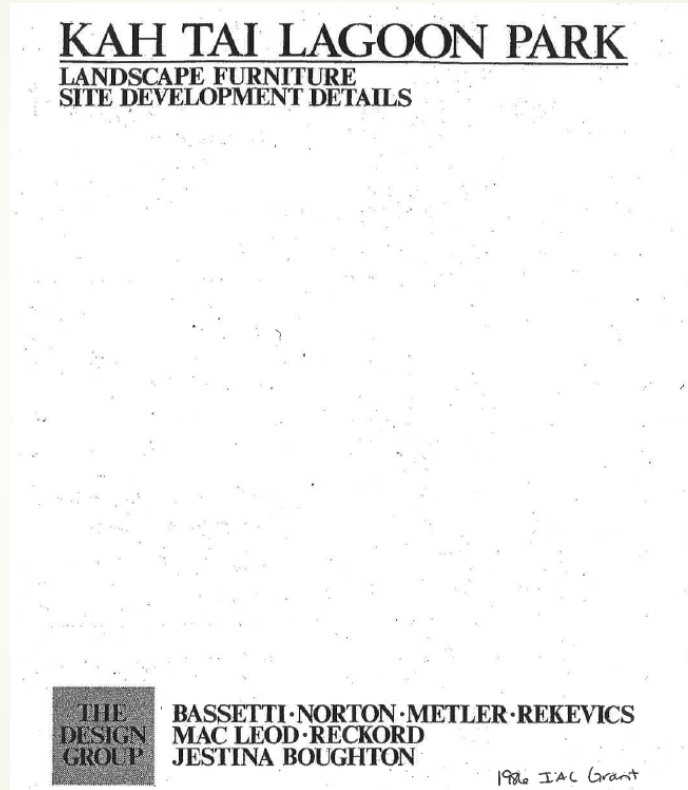 KAH TAI LAGOON PARK
LANDSCAPE FURNITURE
SITE DEVELOPMENT DETAILS
THE
DESIGN
GROUP
BASSETTI·NORTON·METLER·REKEVICS
MAC LEOD·RECKORD
JESTINA BOUGHTON
1986 IAC Grant